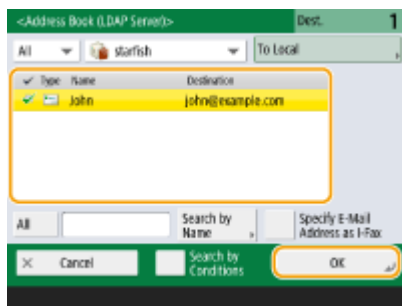 <Address Book (LDAP Server)> Dest. 1
All starfish To Local
Type Name Destination
John john@example.com
All Search by Name Specify E-Mail Address as I-Fax
Cancel Search by Conditions OK